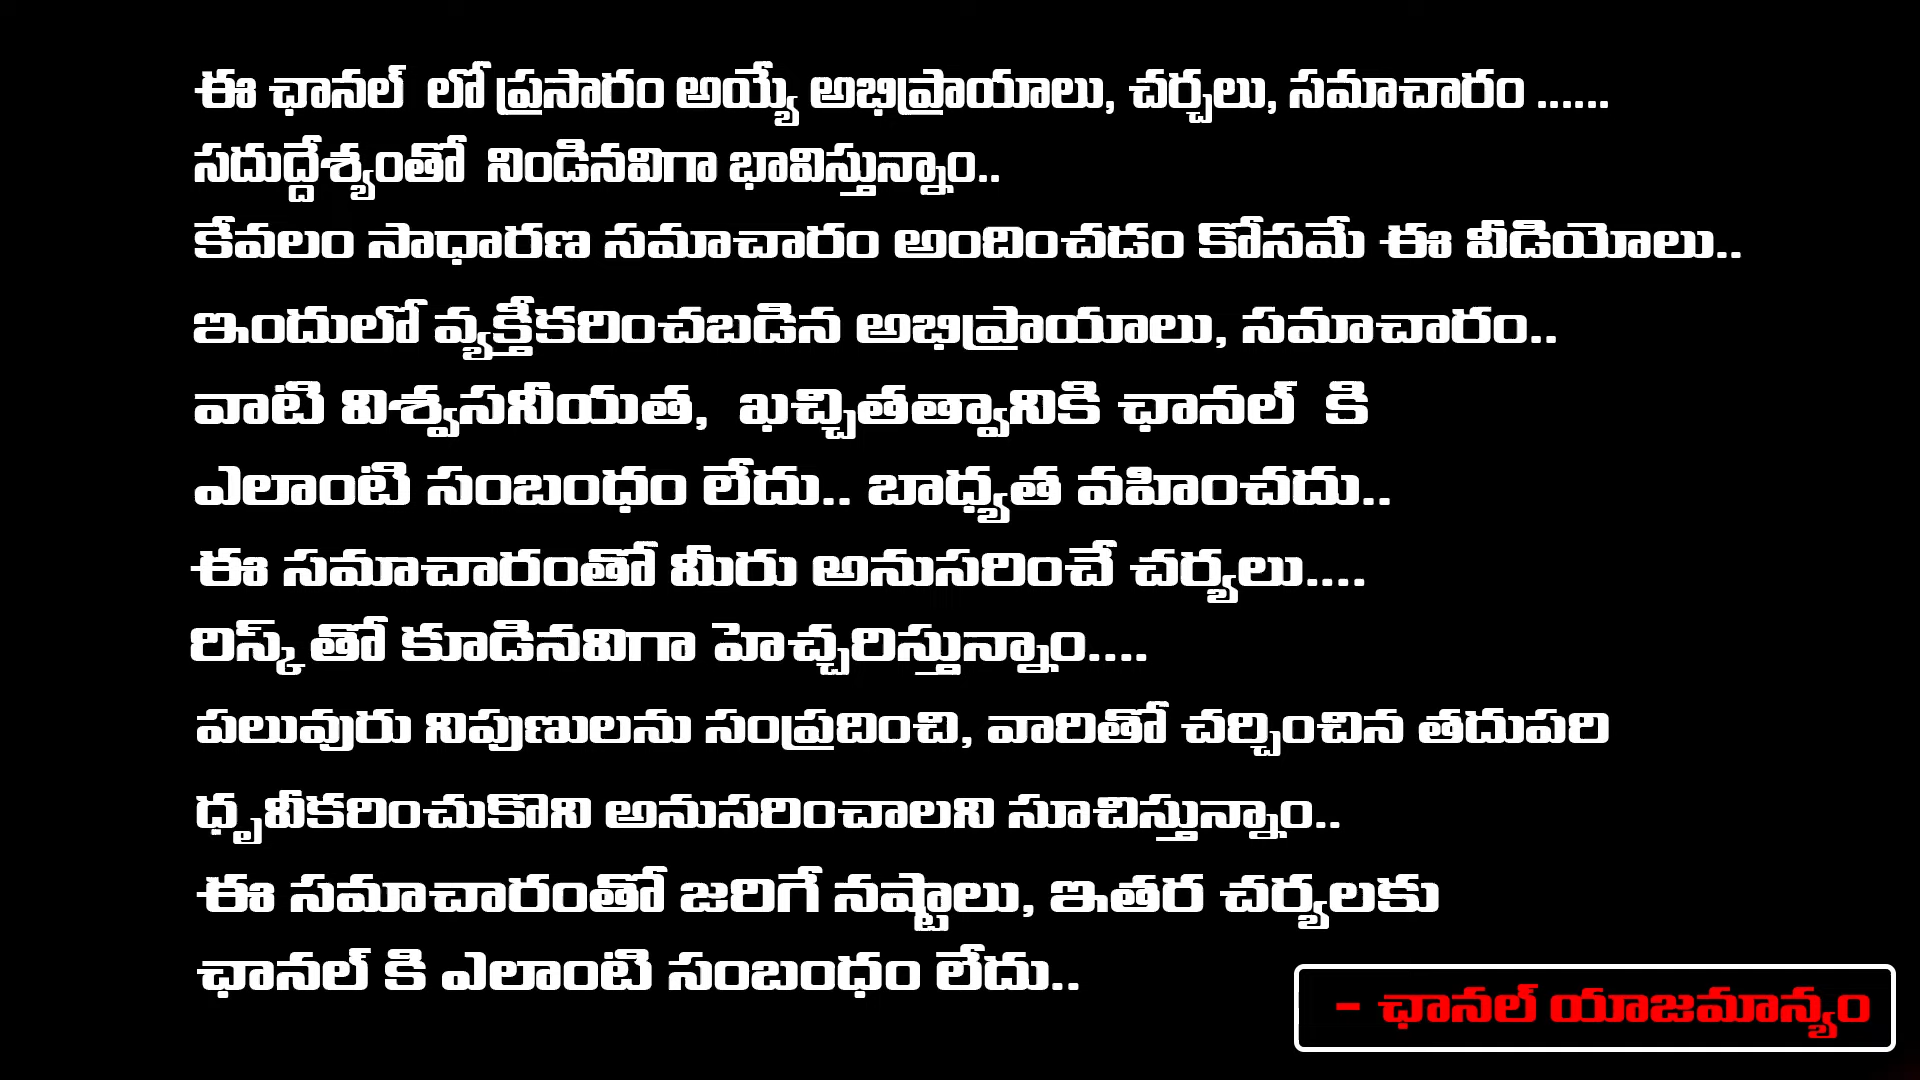 ఈ ఛానల్ లో ప్రసారం అయ్యే అభిప్రాయాలు, చర్చలు, సమాచారం ......
సదుద్దేశ్యంతో నిండినవిగా భావిస్తున్నాం..
కేవలం సాధారణ సమాచారం అందించడం కోసమే ఈ వీడియోలు..
ఇందులో వ్యక్తీకరించబడిన అభిప్రాయాలు, సమాచారం..
వాటి విశ్వసనీయత, ఖచ్చితత్వానికి ఛానల్ కి
ఎలాంటి సంబంధం లేదు.. బాధ్యత వహించదు..
ఈ సమాచారంతో మీరు అనుసరించే చర్యలు....
రిస్క్ తో కూడినవిగా హెచ్చరిస్తున్నాం....
పలువురు నిపుణులను సంప్రదించి, వారితో చర్చించిన తదుపరి
ధృవీకరించుకొని అనుసరించాలని సూచిస్తున్నాం..
ఈ సమాచారంతో జరిగే నష్టాలు, ఇతర చర్యలకు
ఛానల్ కి ఎలాంటి సంబంధం లేదు..
- ఛానల్ యాజమాన్యం